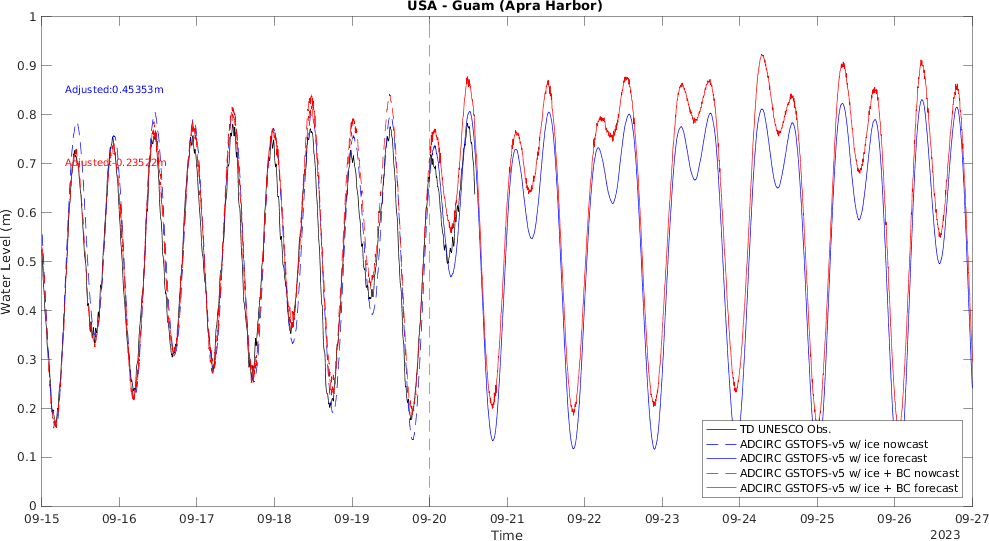 USA - Guam (Apra Harbor)
Adjusted:0.45353m
Adjusted:-0.23522m
Water Level (m)
1
0.9
0.8
0.7
0.6
0.5
0.4
0.3
0.2
0.1
0
09-15 09-16 09-17 09-18 09-19 09-20 09-21 09-22 09-23 09-24 09-25 09-26 09-27
Time
2023
TD UNESCO Obs.
ADCIRC GSTOFS-v5 w/ ice nowcast
ADCIRC GSTOFS-v5 w/ ice forecast
ADCIRC GSTOFS-v5 w/ ice + BC nowcast
ADCIRC GSTOFS-v5 w/ ice + BC forecast